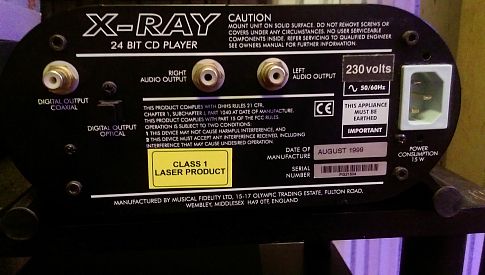 X-RAY
24 BIT CD PLAYER
CAUTION
MOUNT UNIT ON SOLID SURFACE. DO NOT REMOVE SCREWS OR
COVERS UNDER ANY CIRCUMSTANCES. NO USER SERVICEABLE
COMPONENTS INSIDE. REFER SERVICING TO QUALIFIED ENGINEER
SEE OWNERS MANUAL FOR FURTHER INFORMATION.
RIGHT
AUDIO OUTPUT
LEFT
AUDIO OUTPUT
230volts
50/60Hz
THIS APPLIANCE
MUST BE
EARTHED
IMPORTANT
DIGITAL OUTPUT
COAXIAL
DIGITAL OUTPUT
OPTICAL
THIS PRODUCT COMPLIES WITH DHHS RULES 21 CFR,
CHAPTER 1, SUBCHAPTER J, PART 1040 AT DATE OF MANUFACTURE.
THIS PRODUCT COMPLIES WITH PART 15 OF THE FCC RULES.
OPERATION IS SUBJECT TO TWO CONDITIONS:
1 THIS DEVICE MAY NOT CAUSE HARMFUL INTERFERENCE, AND
2 THIS DEVICE MUST ACCEPT ANY INTERFERENCE RECEIVED, INCLUDING
INTERFERENCE THAT MAY CAUSE UNDESIRED OPERATION.
CE
CLASS 1
LASER PRODUCT
DATE OF
MANUFACTURE
AUGUST 1999
SERIAL
NUMBER
POWER
CONSUMPTION
15 W
MANUFACTURED BY MUSICAL FIDELITY LTD, 15-17 OLYMPIC TRADING ESTATE, FULTON ROAD,
WEMBLEY, MIDDLESEX HA9 0TF, ENGLAND